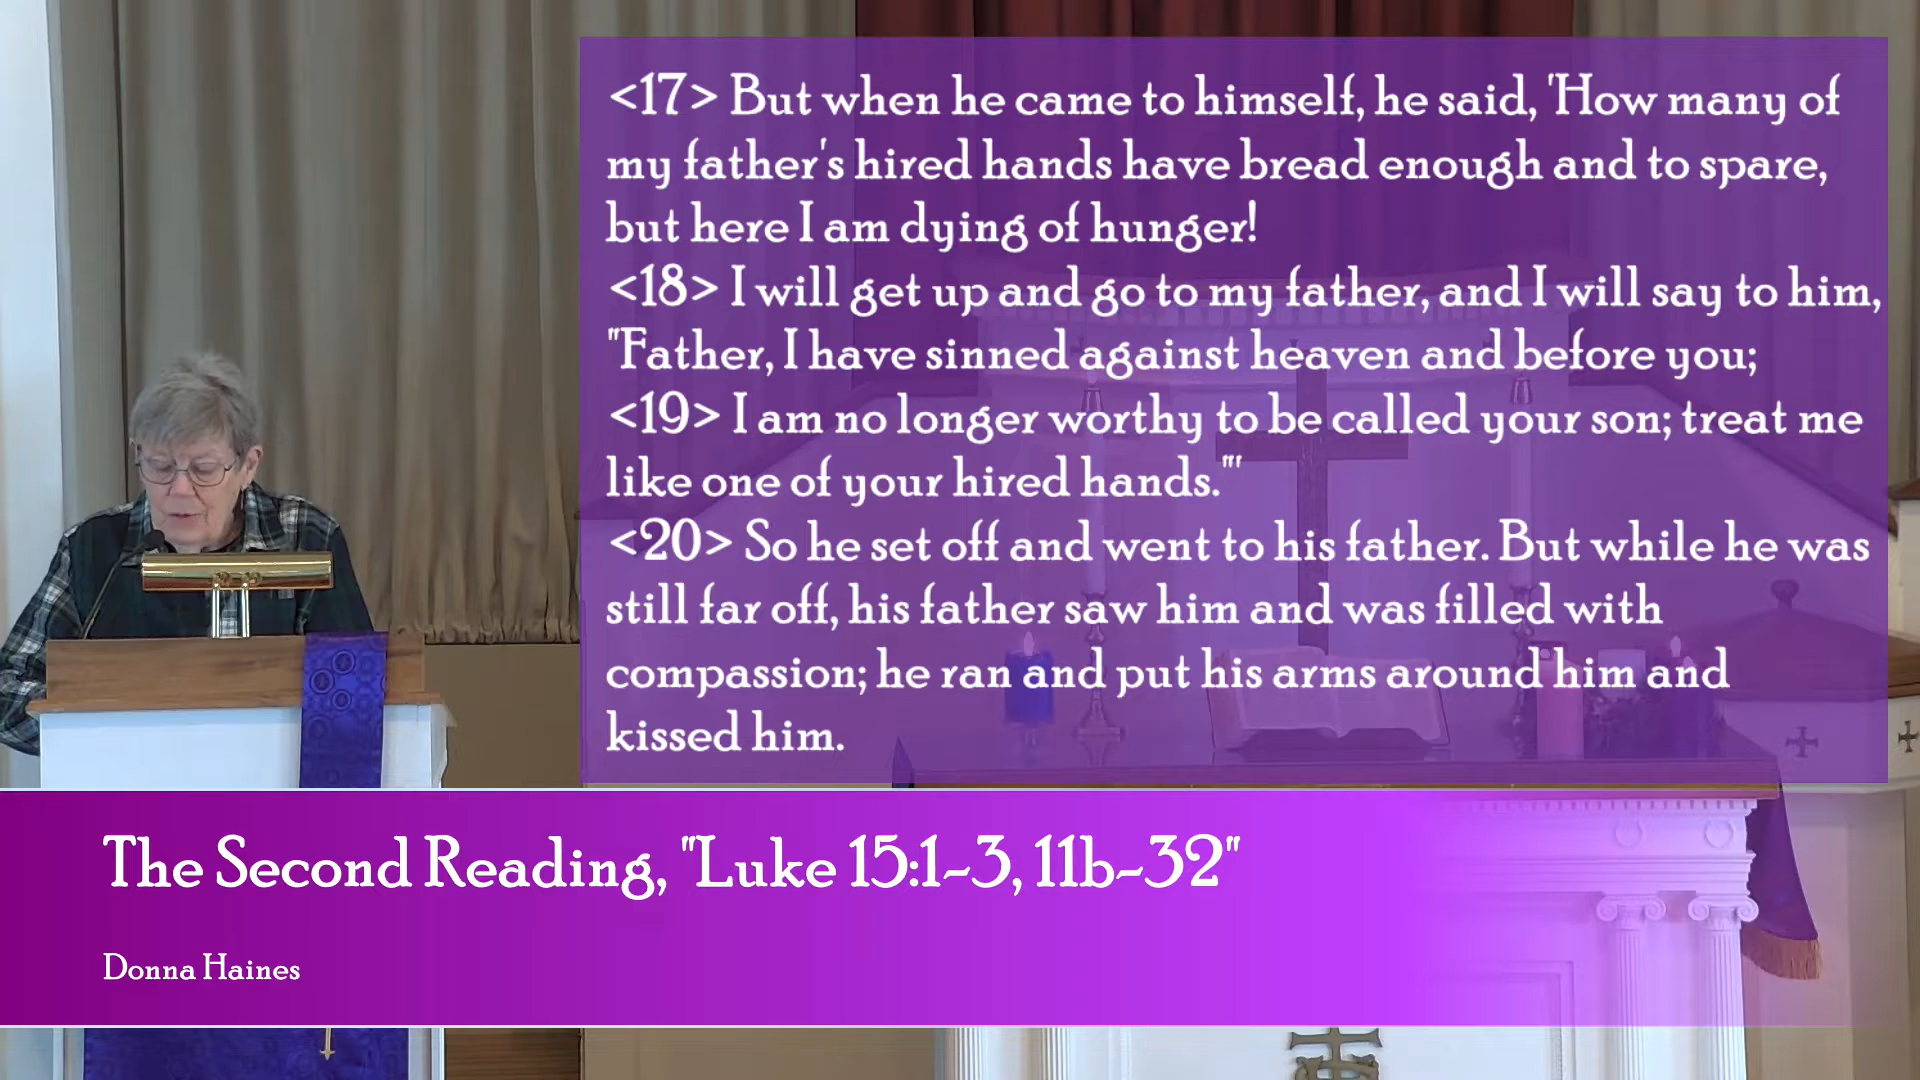 <17> But when he came to himself, he said, 'How many of
my father's hired hands have bread enough and to spare,
but here I am dying of hunger!
<18> I will get up and go to my father, and I will say to him,
"Father, I have sinned against heaven and before you;
<19> I am no longer worthy to be called your son; treat me
like one of your hired hands."'
<20> So he set off and went to his father. But while he was
still far off, his father saw him and was filled with
compassion; he ran and put his arms around him and
kissed him.
The Second Reading, "Luke 15:1-3, 11b-32"
Donna Haines